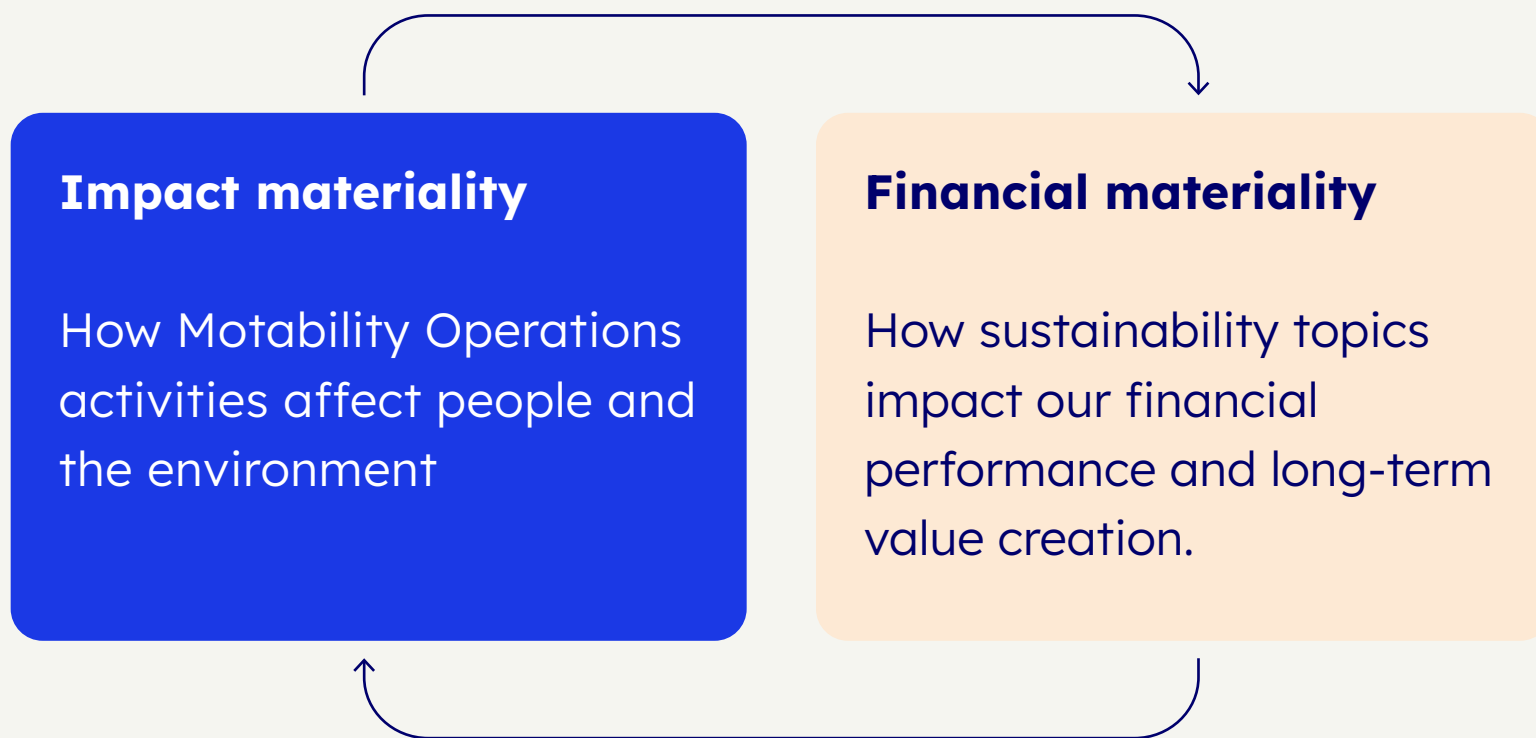 Impact materiality
How Motability Operations
activities affect people and
the environment
Financial materiality
How sustainability topics
impact our financial
performance and long-term
value creation.